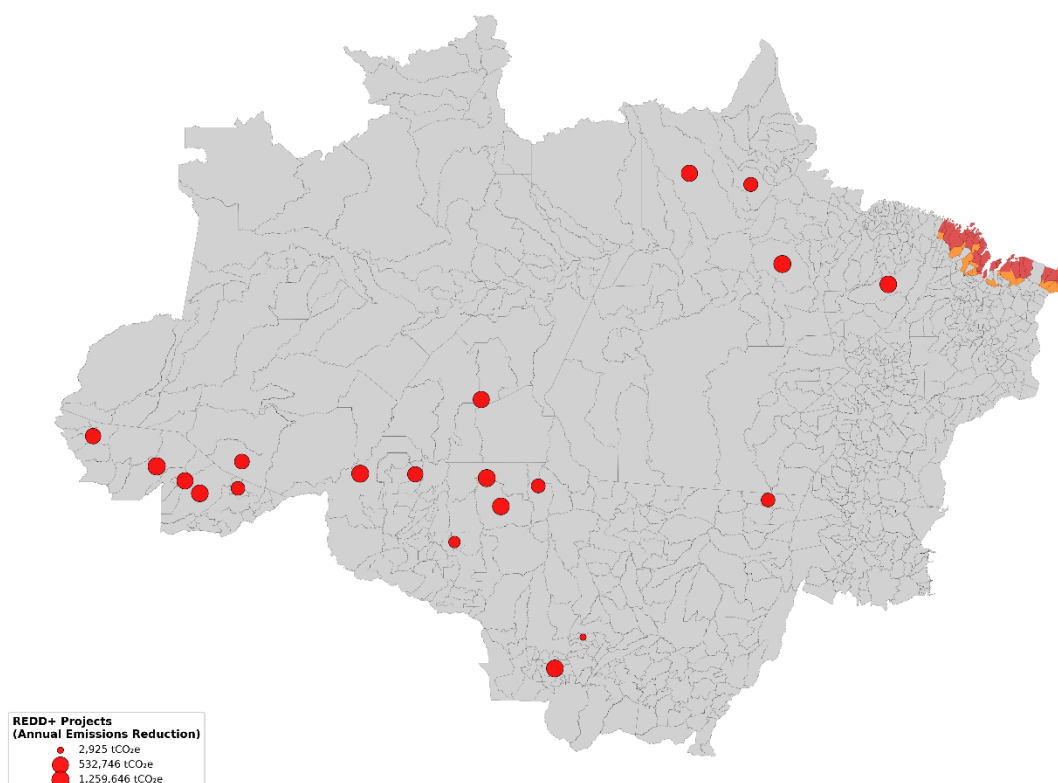 REDD+ Projects
(Annual Emissions Reduction)
2,925 tCO₂e
532,746 tCO₂e
1,259,646 tCO₂e